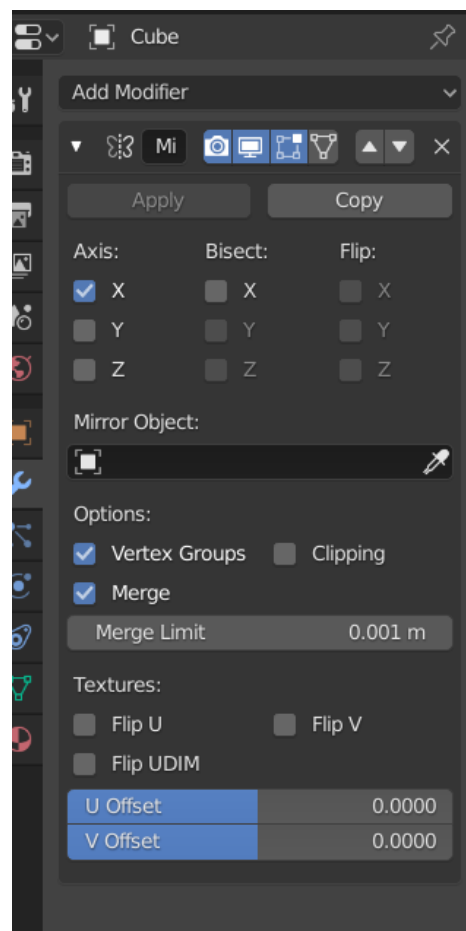 Cube
Add Modifier
Mi
Apply Copy
Axis: Bisect: Flip:
X X X
Y Y Y
Z Z Z
Mirror Object:
Options:
Vertex Groups Clipping
Merge
Merge Limit 0.001 m
Textures:
Flip U Flip V
Flip UDIM
U Offset 0.0000
V Offset 0.0000